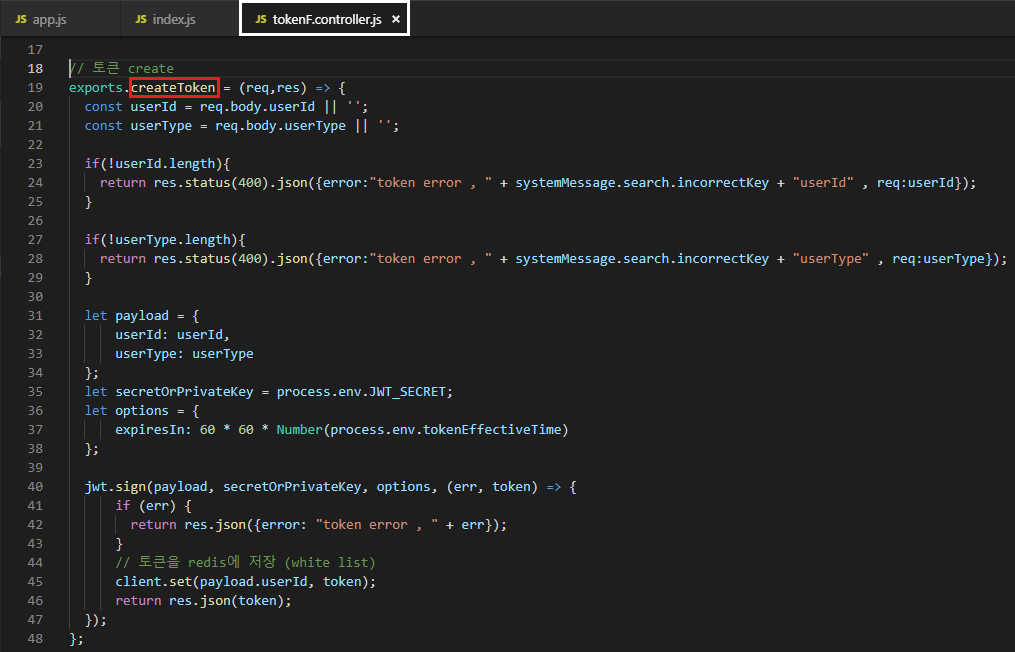 JS app.js JS index.js JS tokenF.controller.js ×
17
18 // 토큰 create
19 exports.createToken = (req,res) => {
20 const userId = req.body.userId || '';
21 const userType = req.body.userType || '';
22
23 if(!userId.length){
24 return res.status(400).json({error:"token error , " + systemMessage.search.incorrectKey + "userId" , req:userId});
25 }
26
27 if(!userType.length){
28 return res.status(400).json({error:"token error , " + systemMessage.search.incorrectKey + "userType" , req:userType});
29 }
30
31 let payload = {
32 userId: userId,
33 userType: userType
34 };
35 let secretOrPrivateKey = process.env.JWT_SECRET;
36 let options = {
37 expiresIn: 60 * 60 * Number(process.env.tokenEffectiveTime)
38 };
39
40 jwt.sign(payload, secretOrPrivateKey, options, (err, token) => {
41 if (err) {
42 return res.json({error: "token error , " + err});
43 }
44 // 토큰을 redis에 저장 (white list)
45 client.set(payload.userId, token);
46 return res.json(token);
47 });
48 };